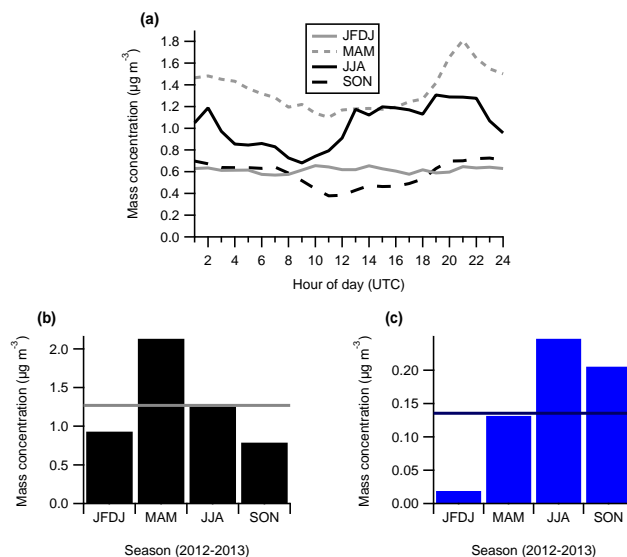 (a)
JFDJ
MAM
JJA
SON
Mass concentration (µg m-3)
1.8
1.6
1.4
1.2
1.0
0.8
0.6
0.4
0.2
0.0
2 4 6 8 10 12 14 16 18 20 22 24
Hour of day (UTC)
(b)
Mass concentration (µg m-3)
2.0
1.5
1.0
0.5
0.0
JFDJ MAM JJA SON
Season (2012-2013)
(c)
Mass concentration (µg m-3)
0.20
0.15
0.10
0.05
0.00
JFDJ MAM JJA SON
Season (2012-2013)